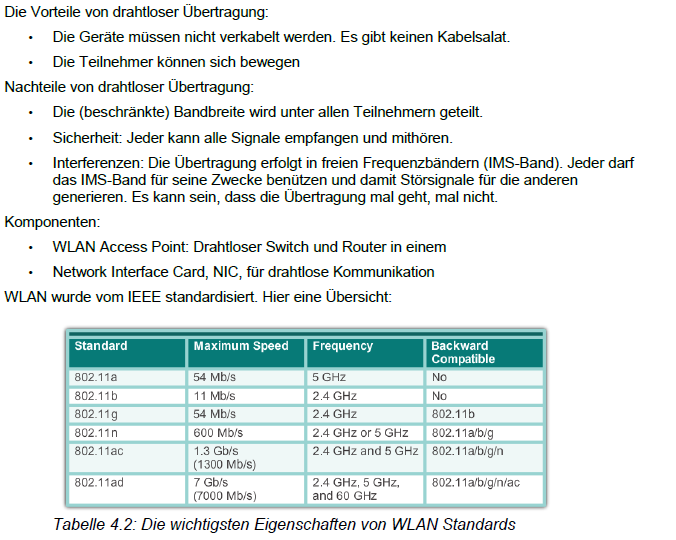 Die Vorteile von drahtloser Übertragung:
• Die Geräte müssen nicht verkabelt werden. Es gibt keinen Kabelsalat.
• Die Teilnehmer können sich bewegen
Nachteile von drahtloser Übertragung:
• Die (beschränkte) Bandbreite wird unter allen Teilnehmern geteilt.
• Sicherheit: Jeder kann alle Signale empfangen und mithören.
• Interferenzen: Die Übertragung erfolgt in freien Frequenzbändern (IMS-Band). Jeder darf
das IMS-Band für seine Zwecke benützen und damit Störsignale für die anderen
generieren. Es kann sein, dass die Übertragung mal geht, mal nicht.
Komponenten:
• WLAN Access Point: Drahtloser Switch und Router in einem
• Network Interface Card, NIC, für drahtlose Kommunikation
WLAN wurde vom IEEE standardisiert. Hier eine Übersicht:
Standard Maximum Speed Frequency Backward
Compatible
802.11a 54 Mb/s 5 GHz No
802.11b 11 Mb/s 2.4 GHz No
802.11g 54 Mb/s 2.4 GHz 802.11b
802.11n 600 Mb/s 2.4 GHz or 5 GHz 802.11a/b/g
802.11ac 1.3 Gb/s 2.4 GHz and 5 GHz 802.11a/b/g/n
(1300 Mb/s)
802.11ad 7 Gb/s 2.4 GHz, 5 GHz, 802.11a/b/g/n/ac
(7000 Mb/s) and 60 GHz
Tabelle 4.2: Die wichtigsten Eigenschaften von WLAN Standards